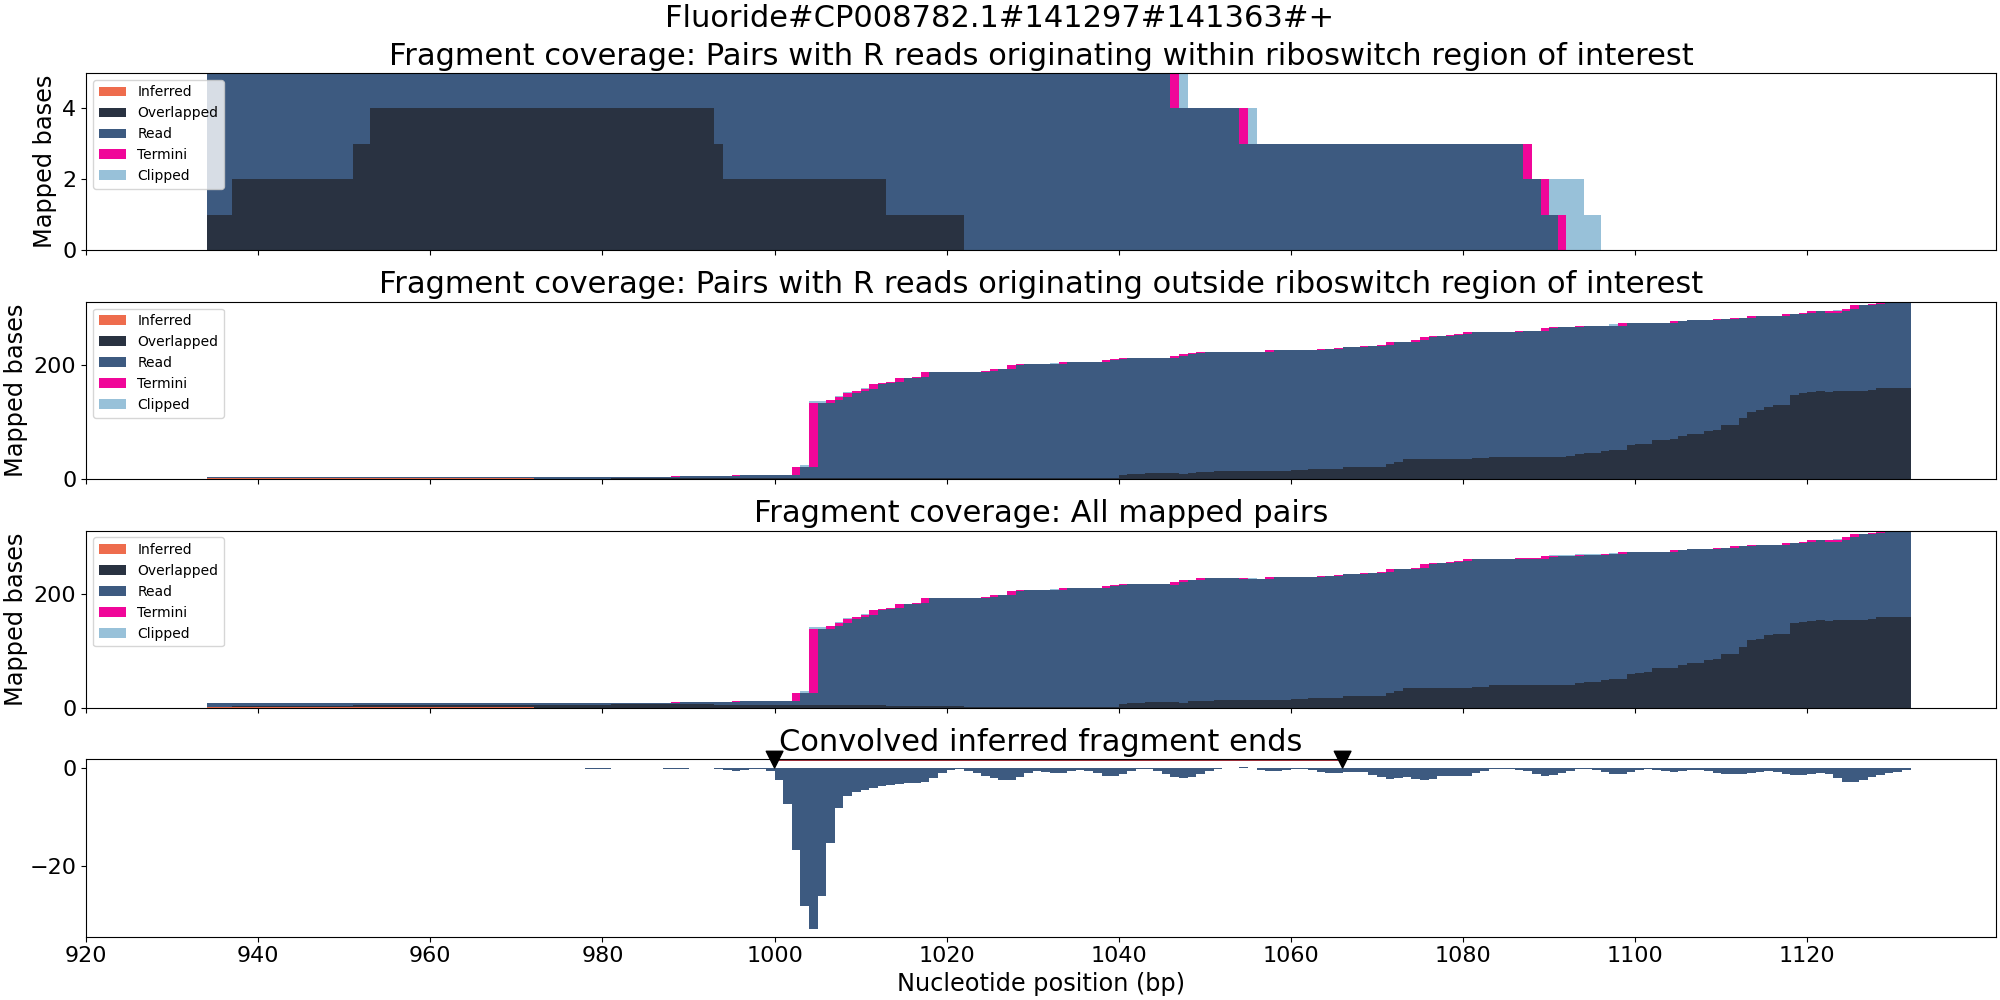 Fluoride#CP008782.1#141297#141363#+
Fragment coverage: Pairs with R reads originating within riboswitch region of interest
Mapped bases
4
2
0
Inferred
Overlapped
Read
Termini
Clipped
Fragment coverage: Pairs with R reads originating outside riboswitch region of interest
Mapped bases
200
0
Inferred
Overlapped
Read
Termini
Clipped
Fragment coverage: All mapped pairs
Mapped bases
200
0
Inferred
Overlapped
Read
Termini
Clipped
Convolved inferred fragment ends
0
−20
920 940 960 980 1000 1020 1040 1060 1080 1100 1120
Nucleotide position (bp)